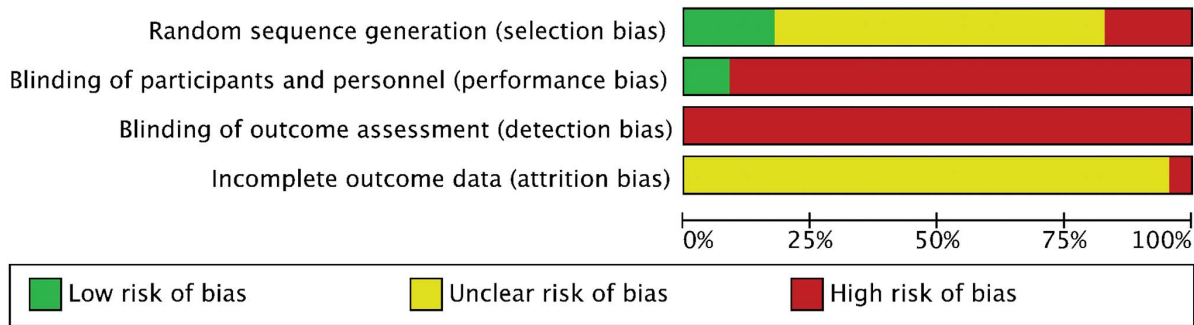 Random sequence generation (selection bias)
Blinding of participants and personnel (performance bias)
Blinding of outcome assessment (detection bias)
Incomplete outcome data (attrition bias)
0% 25% 50% 75% 100%
Low risk of bias Unclear risk of bias High risk of bias